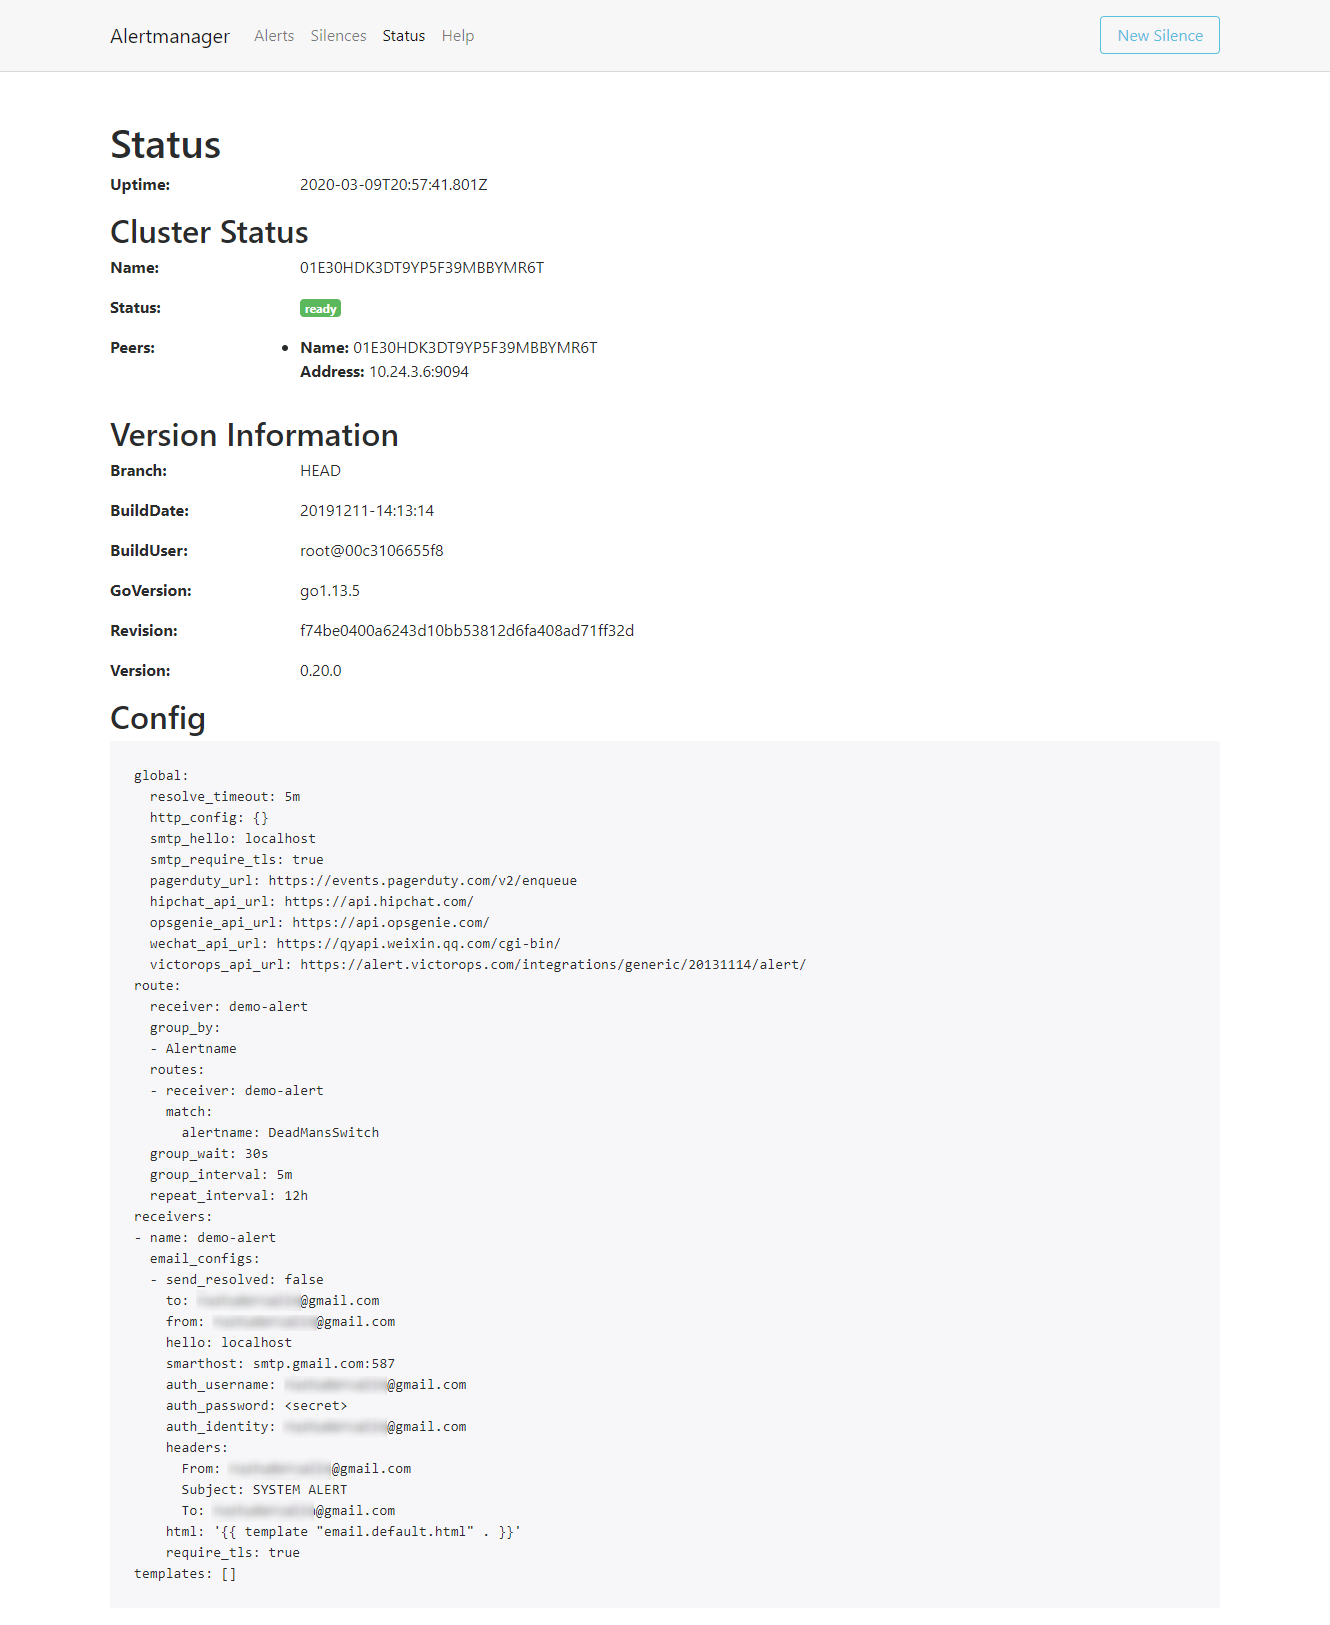 Alertmanager Alerts Silences Status Help New Silence
Status
Uptime: 2020-03-09T20:57:41.801Z
Cluster Status
Name: 01E30HDK3DT9YP5F39MBBYMR6T
Status: ready
Peers: • Name: 01E30HDK3DT9YP5F39MBBYMR6T
Address: 10.24.3.6:9094
Version Information
Branch: HEAD
BuildDate: 20191211-14:13:14
BuildUser: root@00c3106655f8
GoVersion: go1.13.5
Revision: f74be0400a6243d10bb53812d6fa408ad71ff32d
Version: 0.20.0
Config
global:
  resolve_timeout: 5m
  http_config: {}
  smtp_hello: localhost
  smtp_require_tls: true
  pagerduty_url: https://events.pagerduty.com/v2/enqueue
  hipchat_api_url: https://api.hipchat.com/
  opsgenie_api_url: https://api.opsgenie.com/
  wechat_api_url: https://qyapi.weixin.qq.com/cgi-bin/
  victorops_api_url: https://alert.victorops.com/integrations/generic/20131114/alert/
route:
  receiver: demo-alert
  group_by:
  - Alertname
  routes:
  - receiver: demo-alert
    match:
      alertname: DeadMansSwitch
  group_wait: 30s
  group_interval: 5m
  repeat_interval: 12h
receivers:
- name: demo-alert
  email_configs:
  - send_resolved: false
    to: @gmail.com
    from: @gmail.com
    hello: localhost
    smarthost: smtp.gmail.com:587
    auth_username: @gmail.com
    auth_password: <secret>
    auth_identity: @gmail.com
    headers:
      From: @gmail.com
      Subject: SYSTEM ALERT
      To: @gmail.com
    html: '{{ template "email.default.html" . }}'
    require_tls: true
templates: []